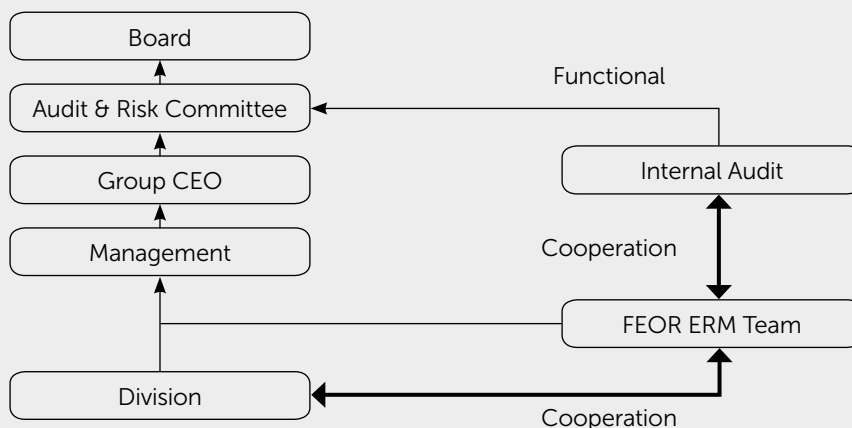 Board
Functional
Audit & Risk Committee
Internal Audit
Group CEO
Cooperation
Management
FEOR ERM Team
Division
Cooperation